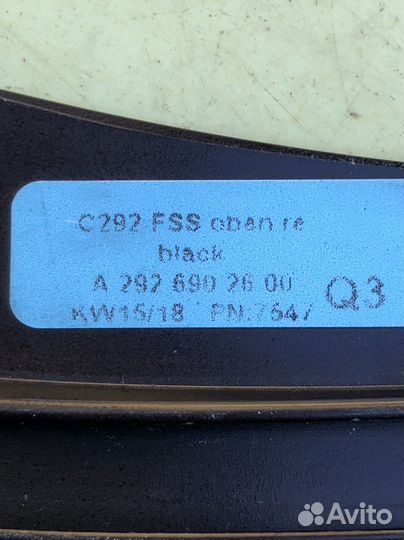 C292 FSS oben re
black
A 292 690 26 00
KW15/18 PN:7547
Q3
Avito